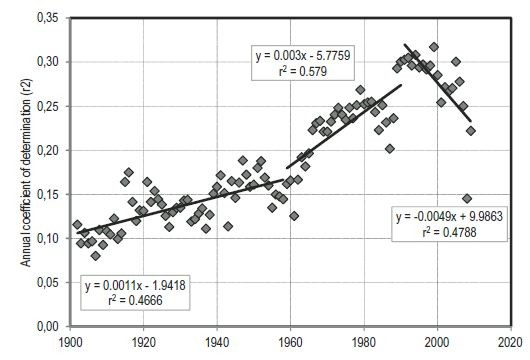 0,35
0,30
0,25
0,20
0,15
0,10
0,05
0,00
Annual coefficient of determination (r2)
y = 0.003x - 5.7759
r² = 0.579
y = -0.0049x + 9.9863
r² = 0.4788
y = 0.0011x - 1.9418
r² = 0.4666
1900 1920 1940 1960 1980 2000 2020